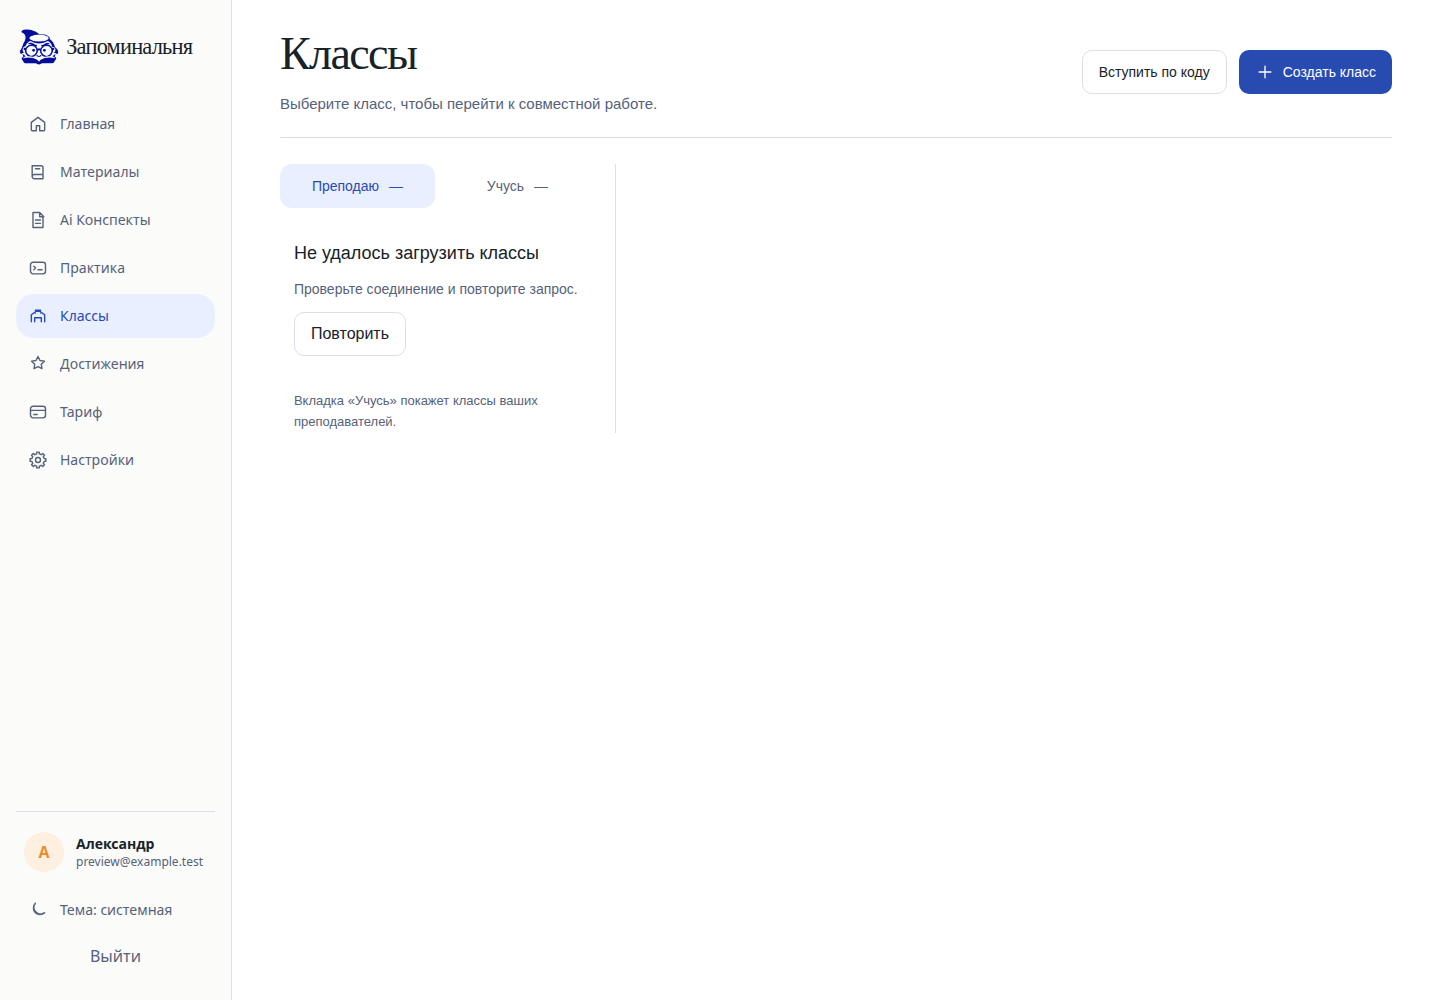 Запоминальня
Главная
Материалы
Ai Конспекты
Практика
Классы
Достижения
Тариф
Настройки
А
Александр
preview@example.test
Тема: системная
Выйти
Классы
Выберите класс, чтобы перейти к совместной работе.
Вступить по коду
Создать класс
Преподаю —
Учусь —
Не удалось загрузить классы
Проверьте соединение и повторите запрос.
Повторить
Вкладка «Учусь» покажет классы ваших
преподавателей.